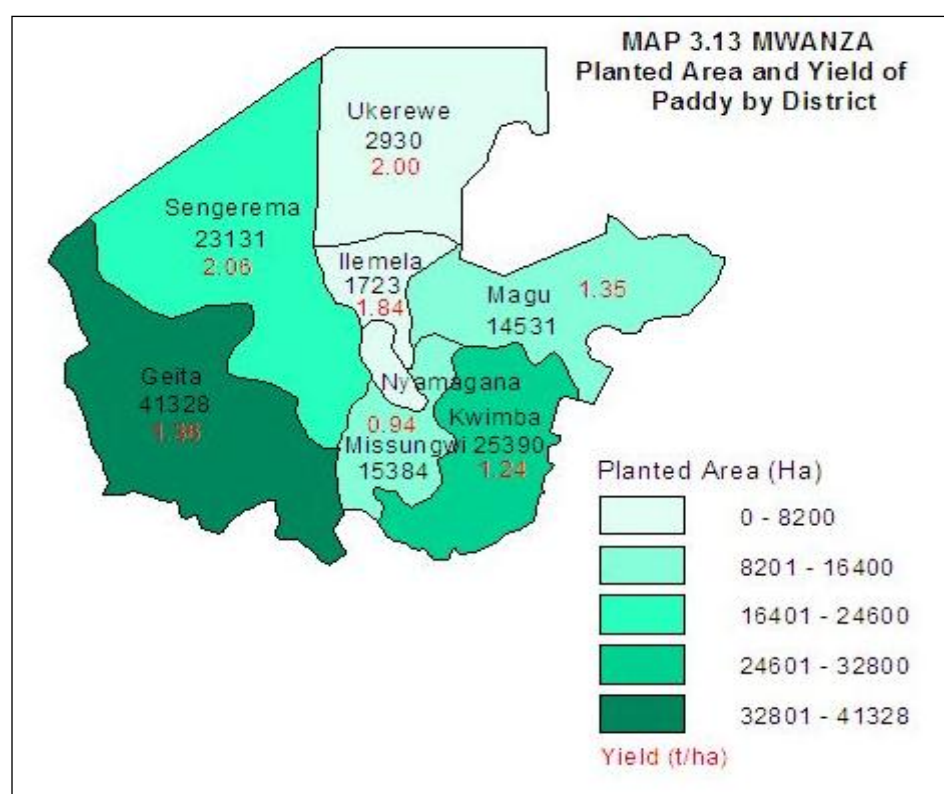 MAP 3.13 MWANZA
Planted Area and Yield of
Paddy by District
Ukerewe
2930
2.00
Sengerema
23131
2.06
Ilemela
1723
1.84
Magu
14531
1.35
Geita
41328
Nyamagana
0.94
Missungwi
15384
Kwimba
25390
1.24
Planted Area (Ha)
0 - 8200
8201 - 16400
16401 - 24600
24601 - 32800
32801 - 41328
Yield (t/ha)